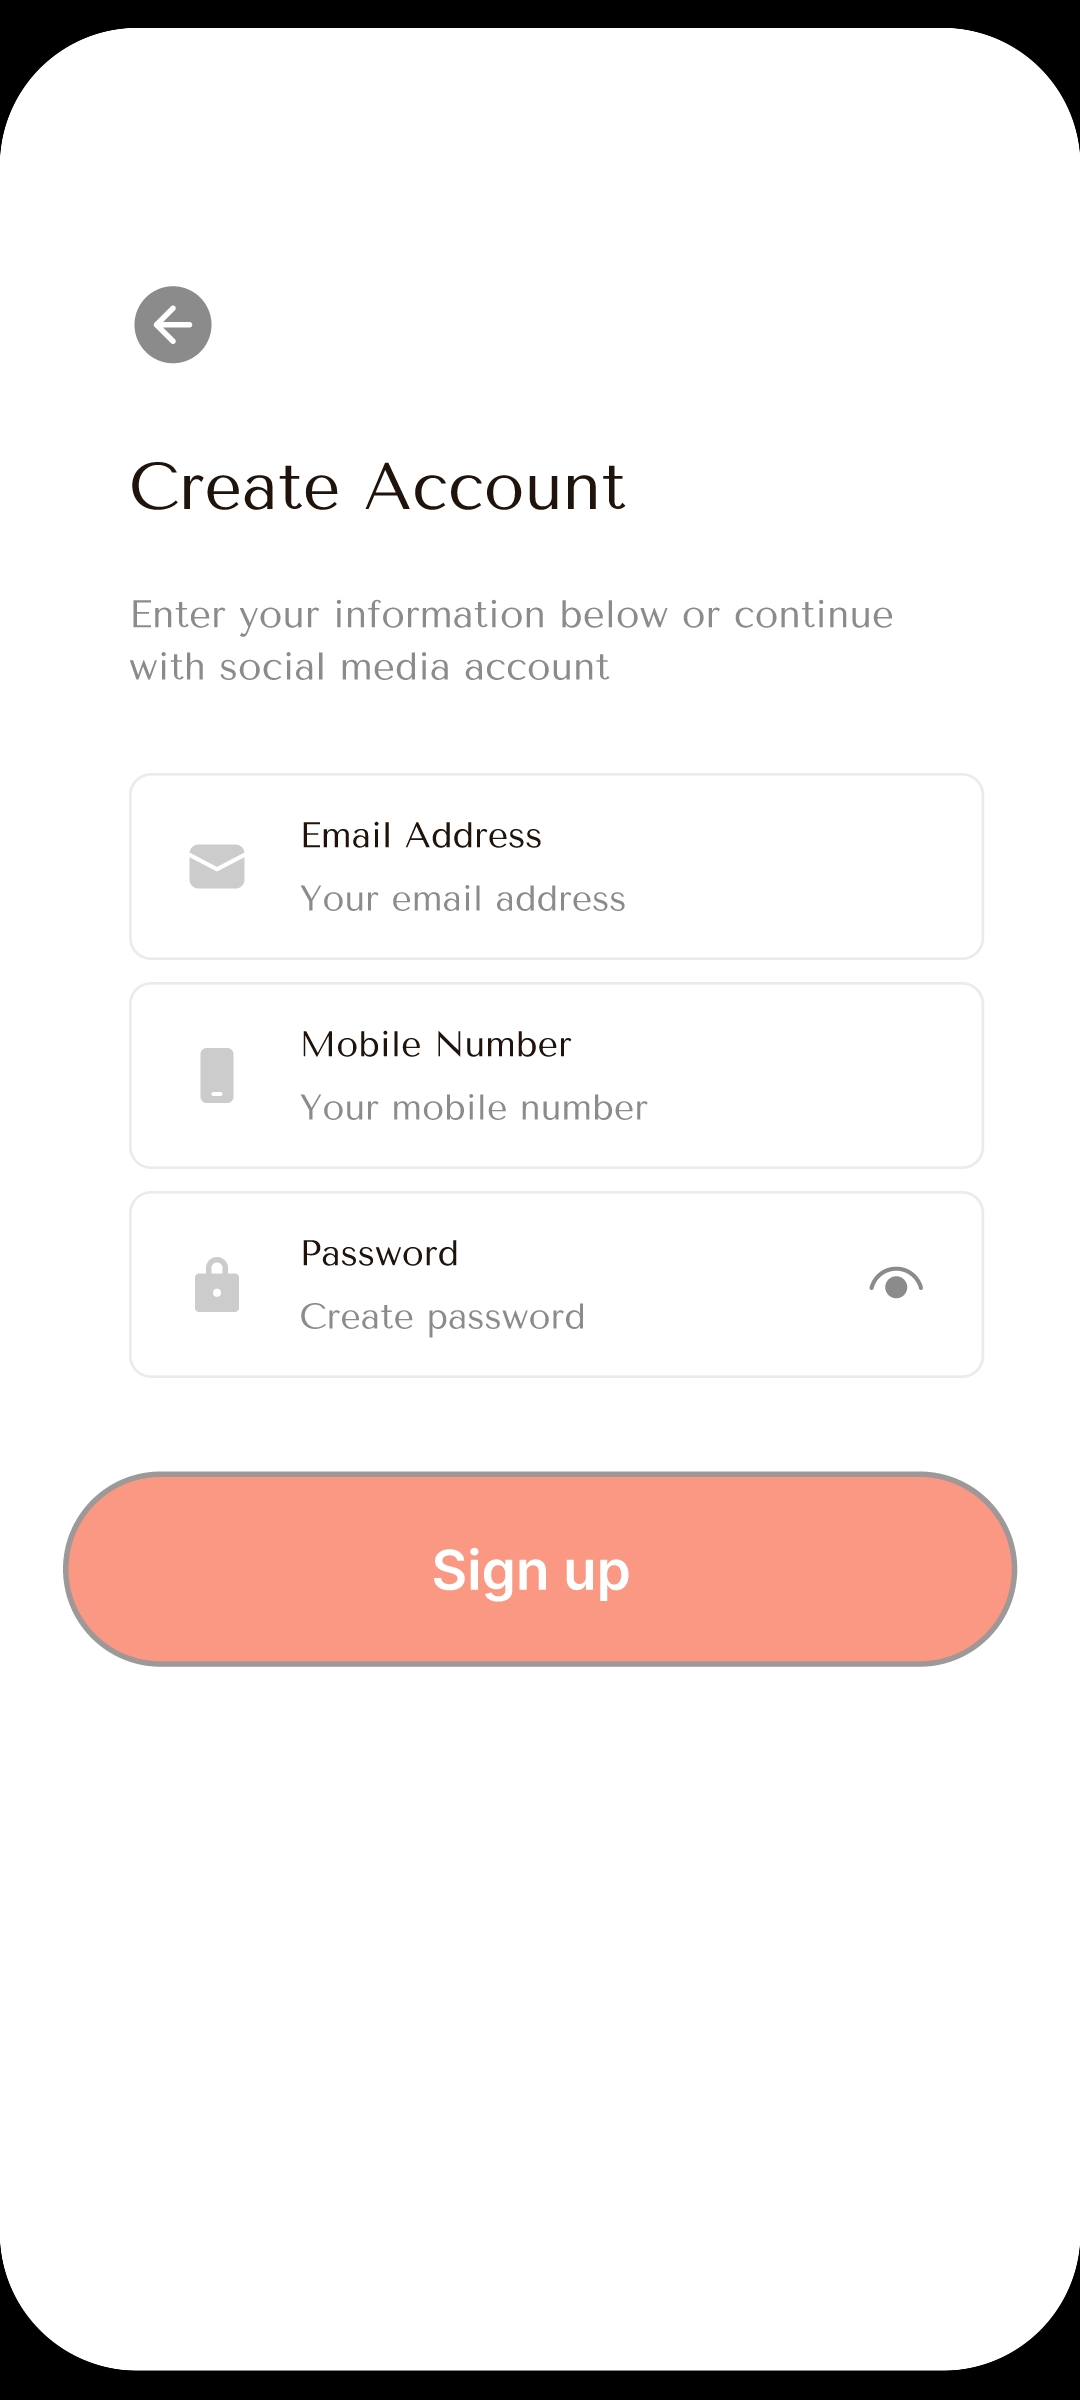 Create Account
Enter your information below or continue
with social media account
Email Address
Your email address
Mobile Number
Your mobile number
Password
Create password
Sign up